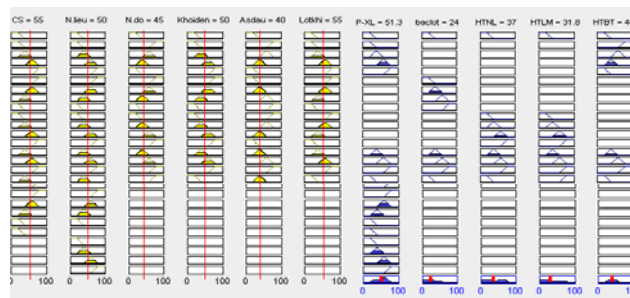 CS = 55 N.lieu = 50 N.do = 45 Khoiden = 50 Asdau = 40 Lotkhi = 55 P-XL = 51.3 baclot = 24 HTNL = 37 HTLM = 31.8
0 100 0 100 0 100 0 100 0 100 0 100
0 100 0 100 0 100 0 100 0 100